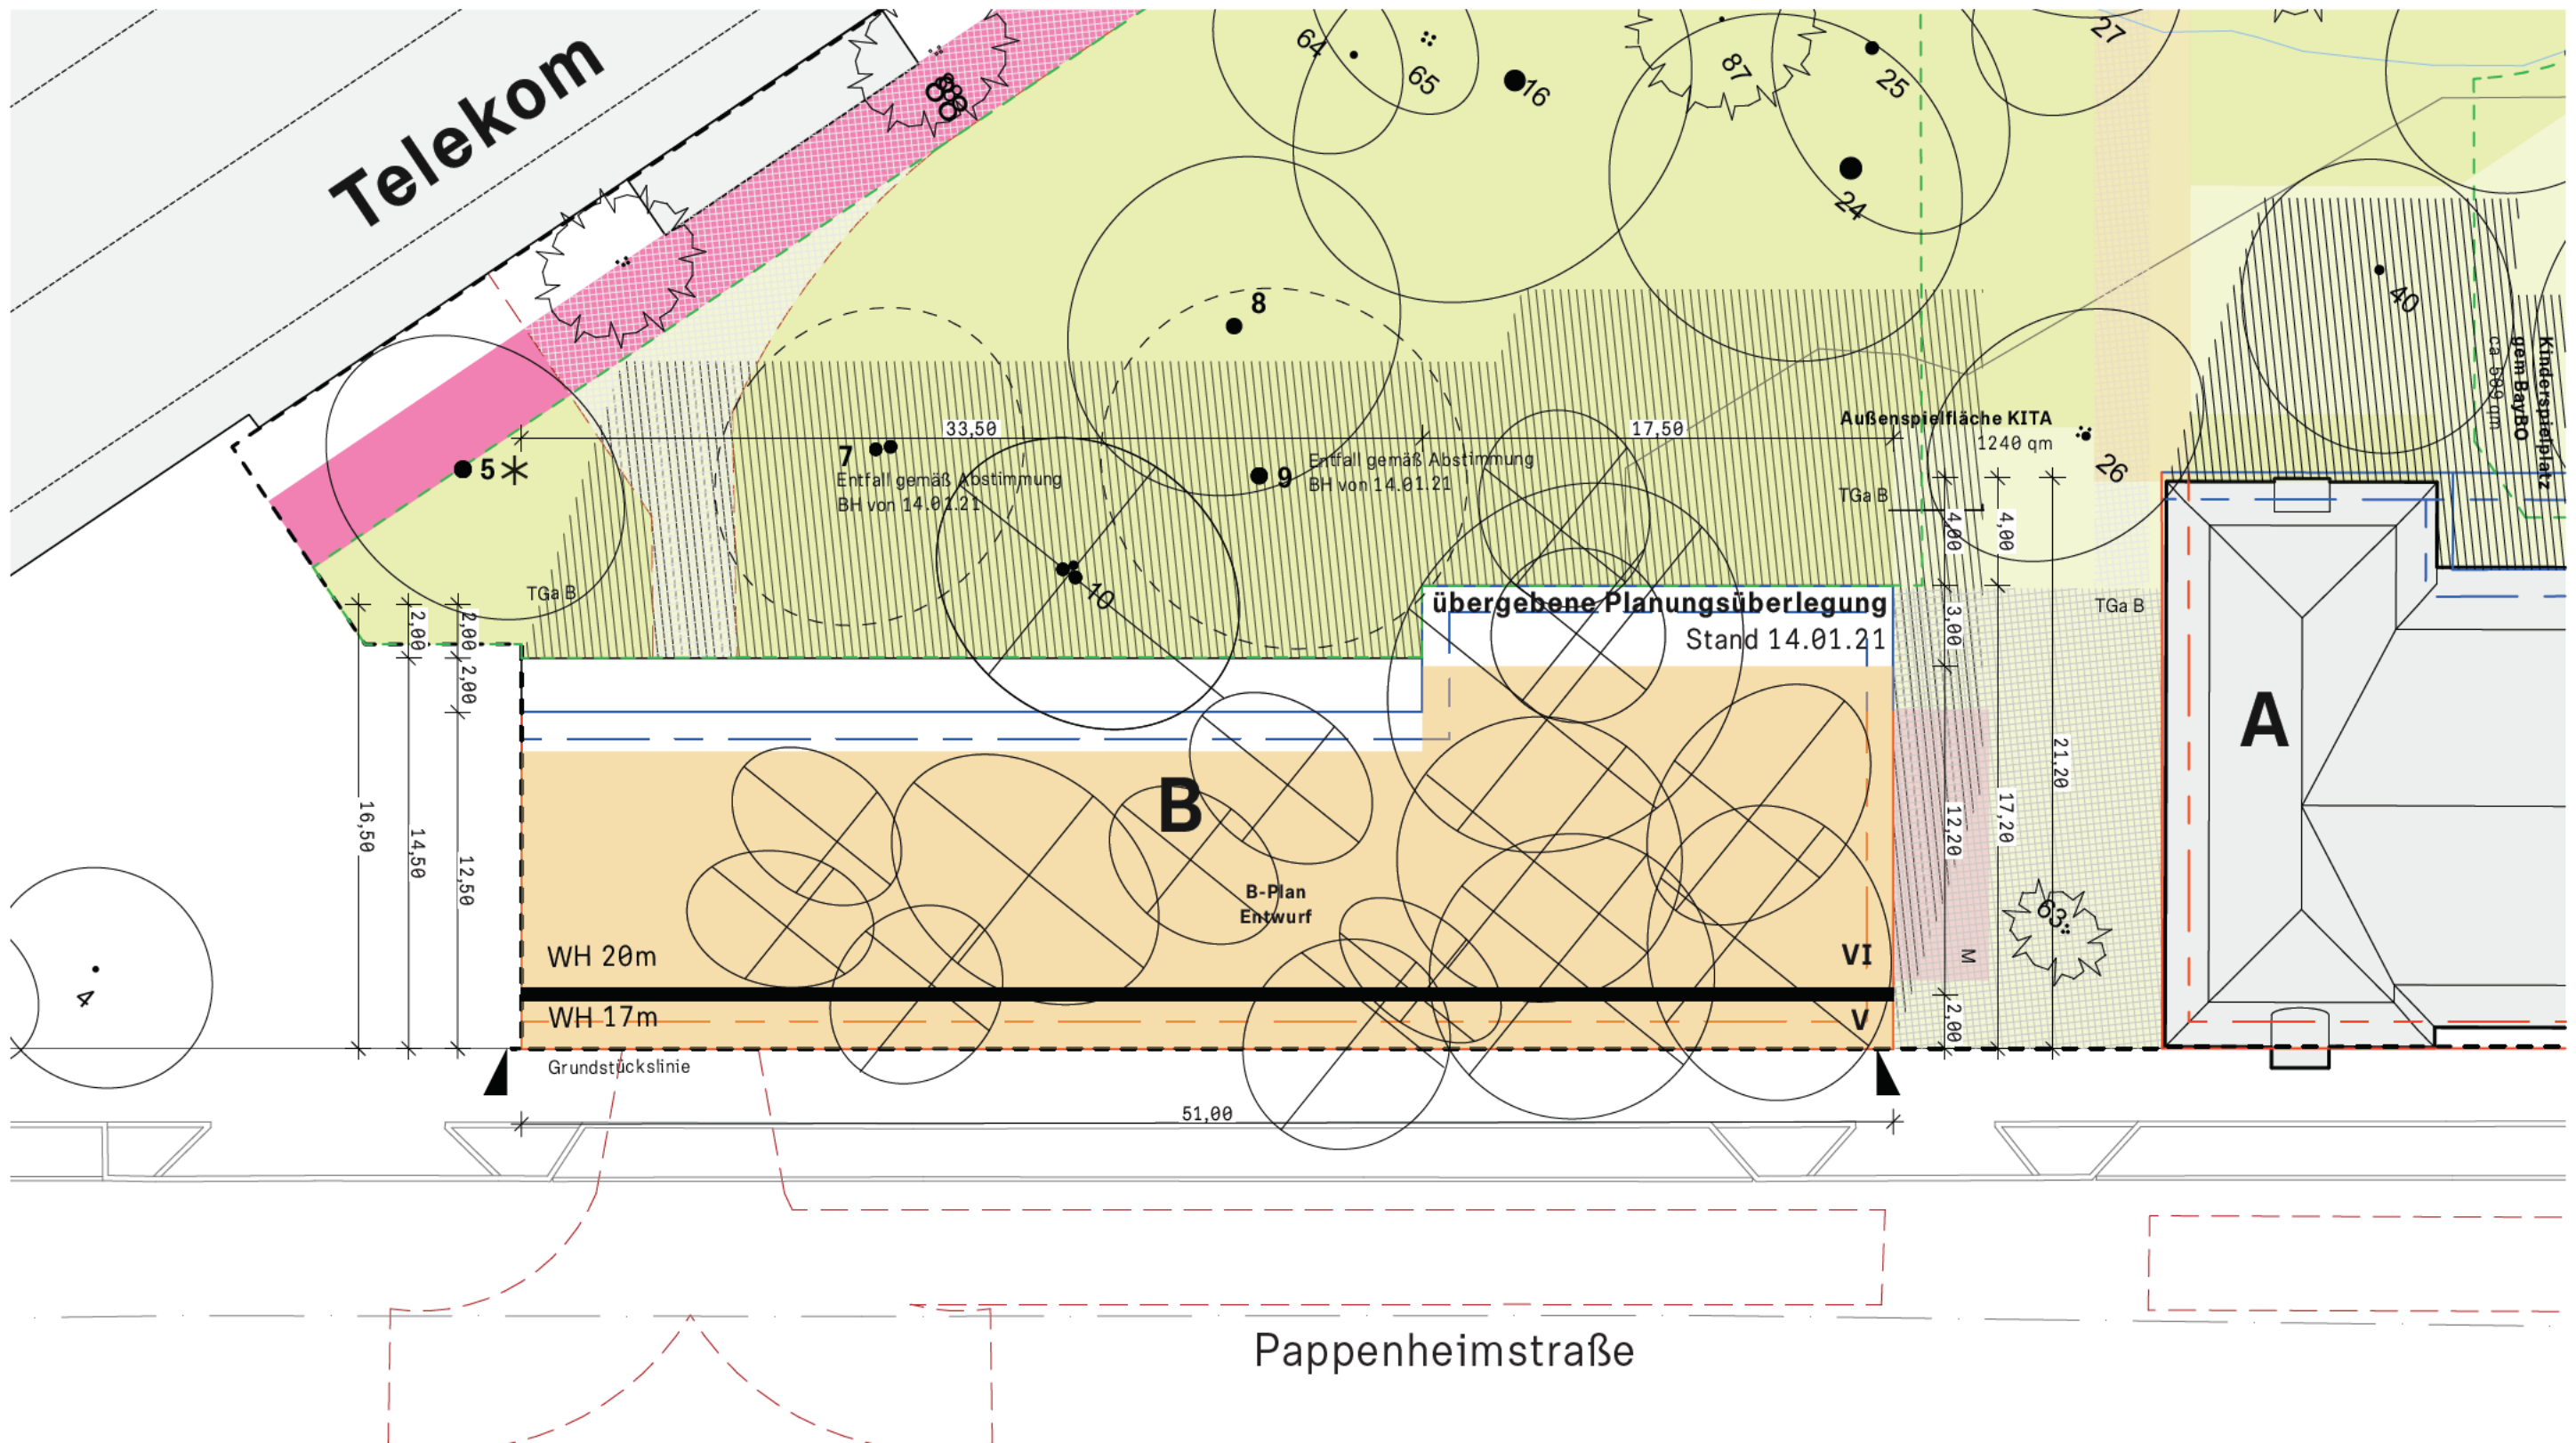 Telekom
64
65
16
87
25
24
27
8
40
Kinderspielplatz
gem BayBO
ca 509 qm
33,50
17,50
Außenspielfläche KITA
1240 qm
26
5
7
Entfall gemäß Abstimmung
BH von 14.01.21
9
Entfall gemäß Abstimmung
BH von 14.01.21
10
TGa B
TGa B
TGa B
4,00
4,00
3,00
2,00
2,00
2,00
übergebene Planungsüberlegung
Stand 14.01.21
16,50
14,50
12,50
B
A
21,20
17,20
12,20
2,00
B-Plan
Entwurf
63
M
WH 20m
VI
WH 17m
V
4
Grundstückslinie
51,00
Pappenheimstraße